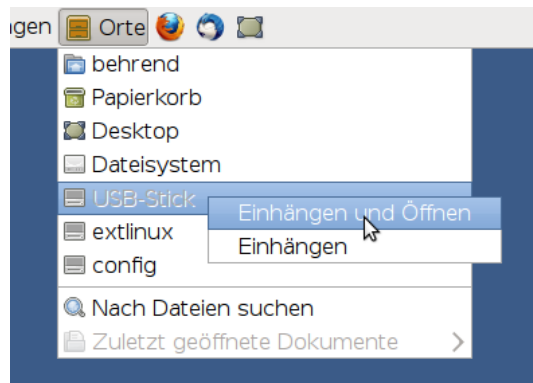 ngen Orte
behrend
Papierkorb
Desktop
Dateisystem
USB-Stick
Einhängen und Öffnen
extlinux
Einhängen
config
Nach Dateien suchen
Zuletzt geöffnete Dokumente